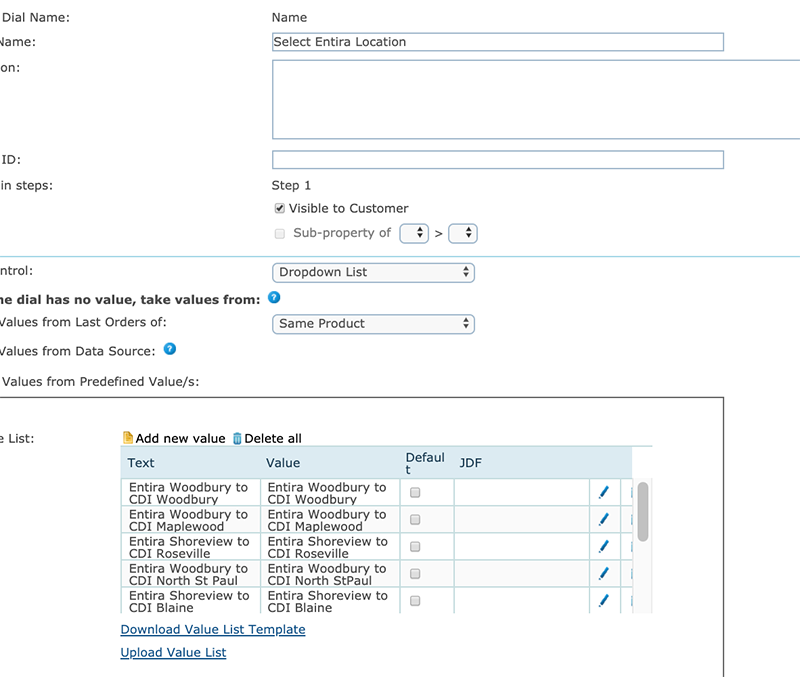 Dial Name: Name
Name: Select Entira Location
on:
ID:
in steps: Step 1
Visible to Customer
Sub-property of >
ntrol: Dropdown List
ne dial has no value, take values from: ?
Values from Last Orders of: Same Product
Values from Data Source: ?
Values from Predefined Value/s:
e List: Add new value Delete all
Text Value Default JDF
Entira Woodbury to CDI Woodbury Entira Woodbury to CDI Woodbury
Entira Woodbury to CDI Maplewood Entira Woodbury to CDI Maplewood
Entira Shoreview to CDI Roseville Entira Shoreview to CDI Roseville
Entira Woodbury to CDI North St Paul Entira Woodbury to CDI North StPaul
Entira Shoreview to CDI Blaine Entira Shoreview to CDI Blaine
Download Value List Template
Upload Value List